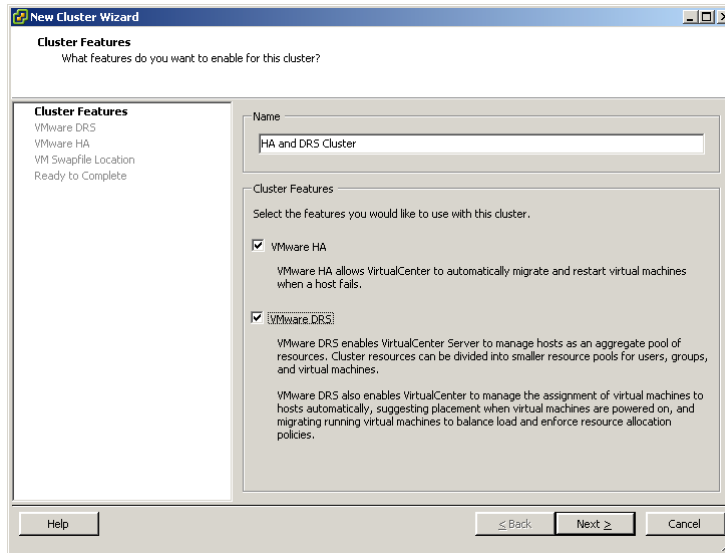 New Cluster Wizard
Cluster Features
What features do you want to enable for this cluster?
Cluster Features
VMware DRS
VMware HA
VM Swapfile Location
Ready to Complete
Name
HA and DRS Cluster
Cluster Features
Select the features you would like to use with this cluster.
VMware HA
VMware HA allows VirtualCenter to automatically migrate and restart virtual machines
when a host fails.
VMware DRS
VMware DRS enables VirtualCenter Server to manage hosts as an aggregate pool of
resources. Cluster resources can be divided into smaller resource pools for users, groups,
and virtual machines.
VMware DRS also enables VirtualCenter to manage the assignment of virtual machines to
hosts automatically, suggesting placement when virtual machines are powered on, and
migrating running virtual machines to balance load and enforce resource allocation
policies.
Help
< Back
Next >
Cancel